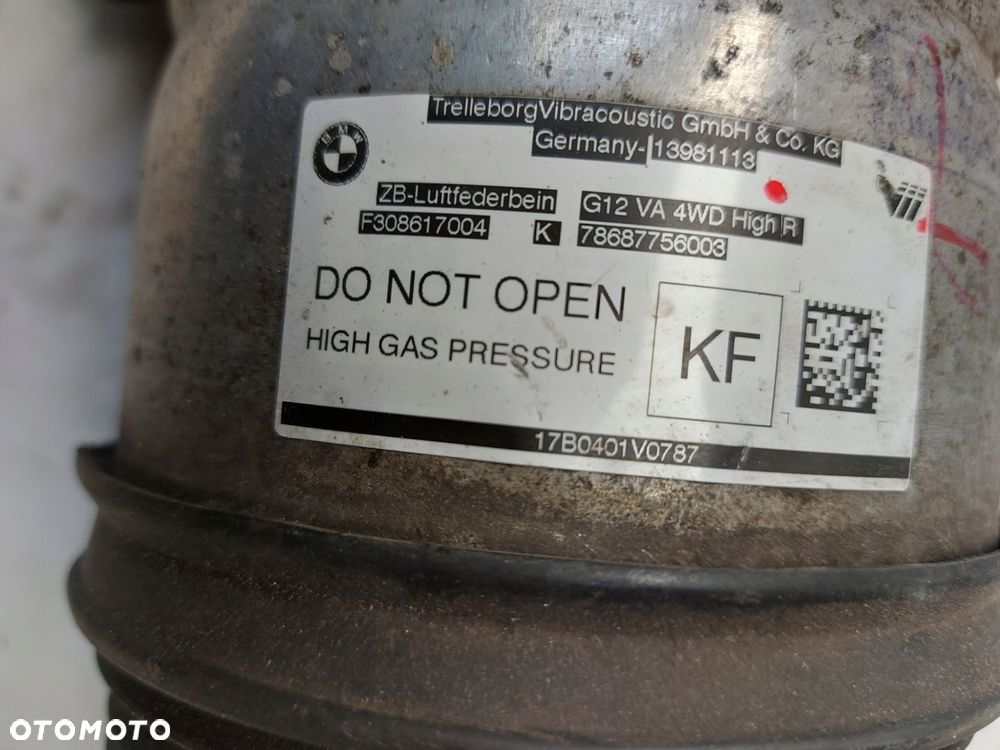 TrelleborgVibracoustic GmbH & Co. KG
Germany- 13981113
BMW
ZB-Luftfederbein G12 VA 4WD High R
F308617004 K 78687756003
DO NOT OPEN
HIGH GAS PRESSURE
KF
17B0401V0787
OTOMOTO